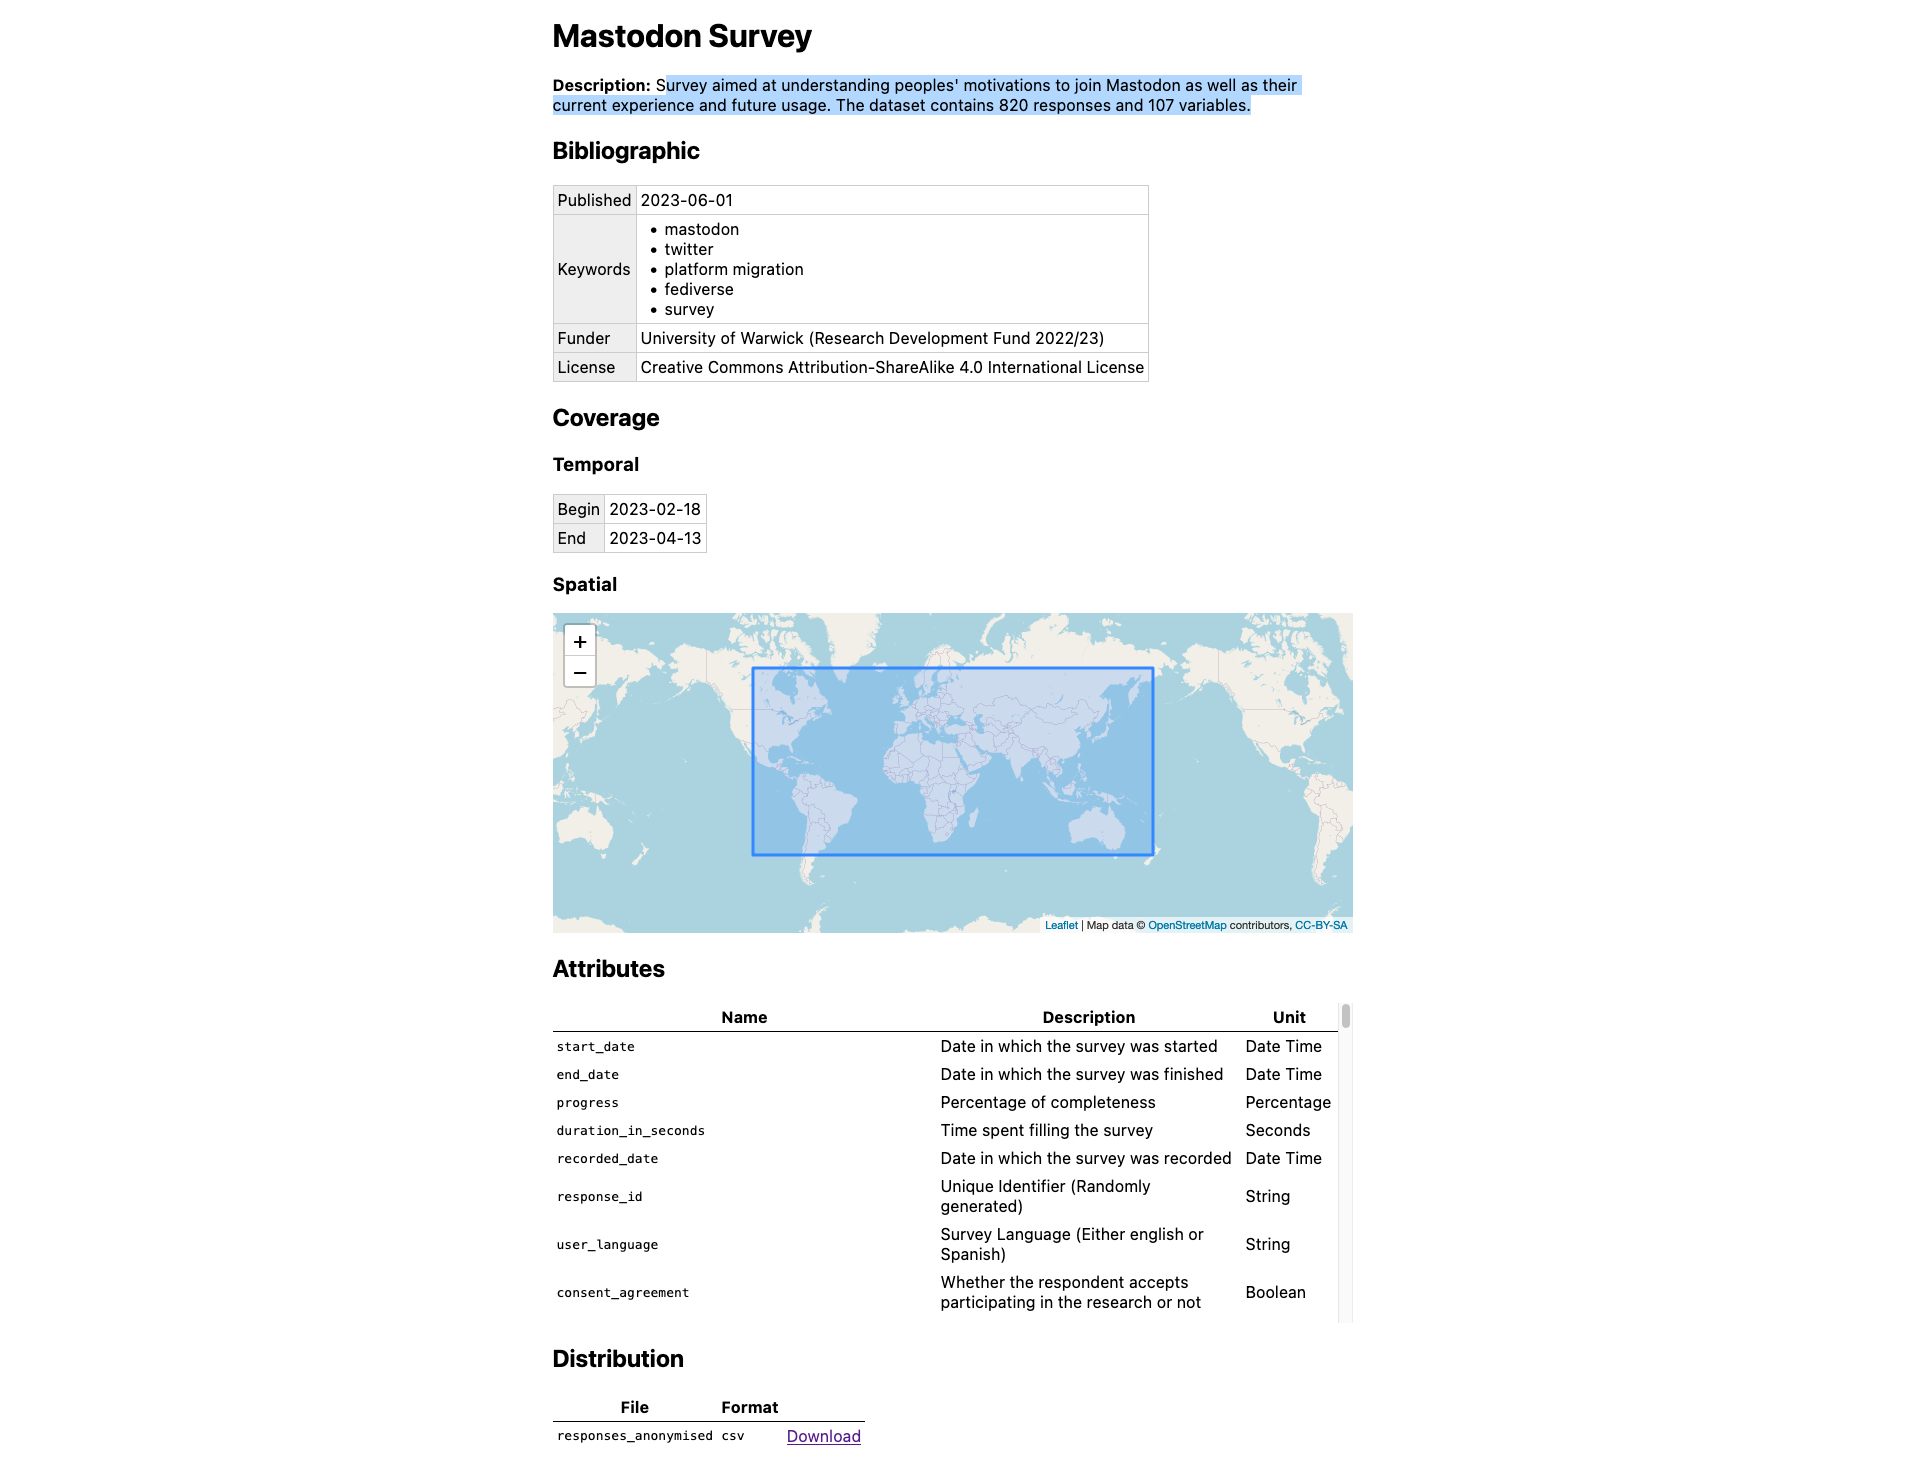 Mastodon Survey
Description: Survey aimed at understanding peoples' motivations to join Mastodon as well as their
current experience and future usage. The dataset contains 820 responses and 107 variables.
Bibliographic
Published 2023-06-01
Keywords
• mastodon
• twitter
• platform migration
• fediverse
• survey
Funder University of Warwick (Research Development Fund 2022/23)
License Creative Commons Attribution-ShareAlike 4.0 International License
Coverage
Temporal
Begin 2023-02-18
End 2023-04-13
Spatial
+
−
Leaflet | Map data © OpenStreetMap contributors, CC-BY-SA
Attributes
Name Description Unit
start_date Date in which the survey was started Date Time
end_date Date in which the survey was finished Date Time
progress Percentage of completeness Percentage
duration_in_seconds Time spent filling the survey Seconds
recorded_date Date in which the survey was recorded Date Time
response_id Unique Identifier (Randomly
generated) String
user_language Survey Language (Either english or
Spanish) String
consent_agreement Whether the respondent accepts
participating in the research or not Boolean
Distribution
File Format
responses_anonymised csv Download